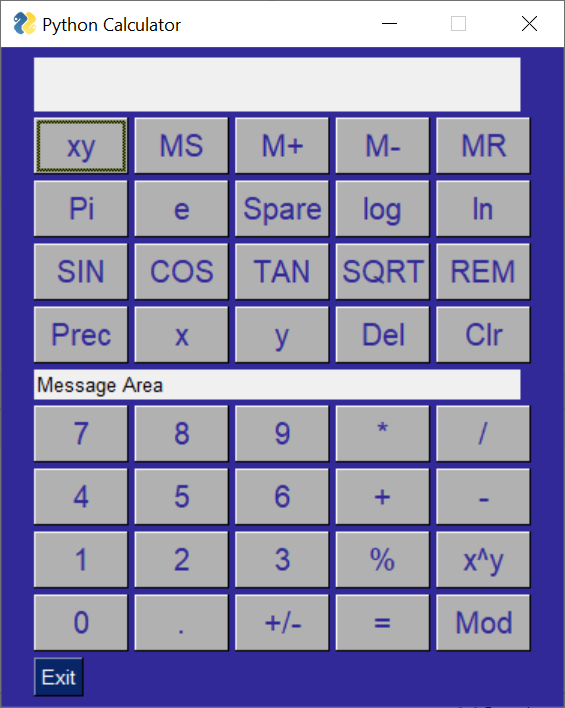 Python Calculator
xy MS M+ M- MR
Pi e Spare log ln
SIN COS TAN SQRT REM
Prec x y Del Clr
Message Area
7 8 9 * /
4 5 6 + -
1 2 3 % x^y
0 . +/- = Mod
Exit